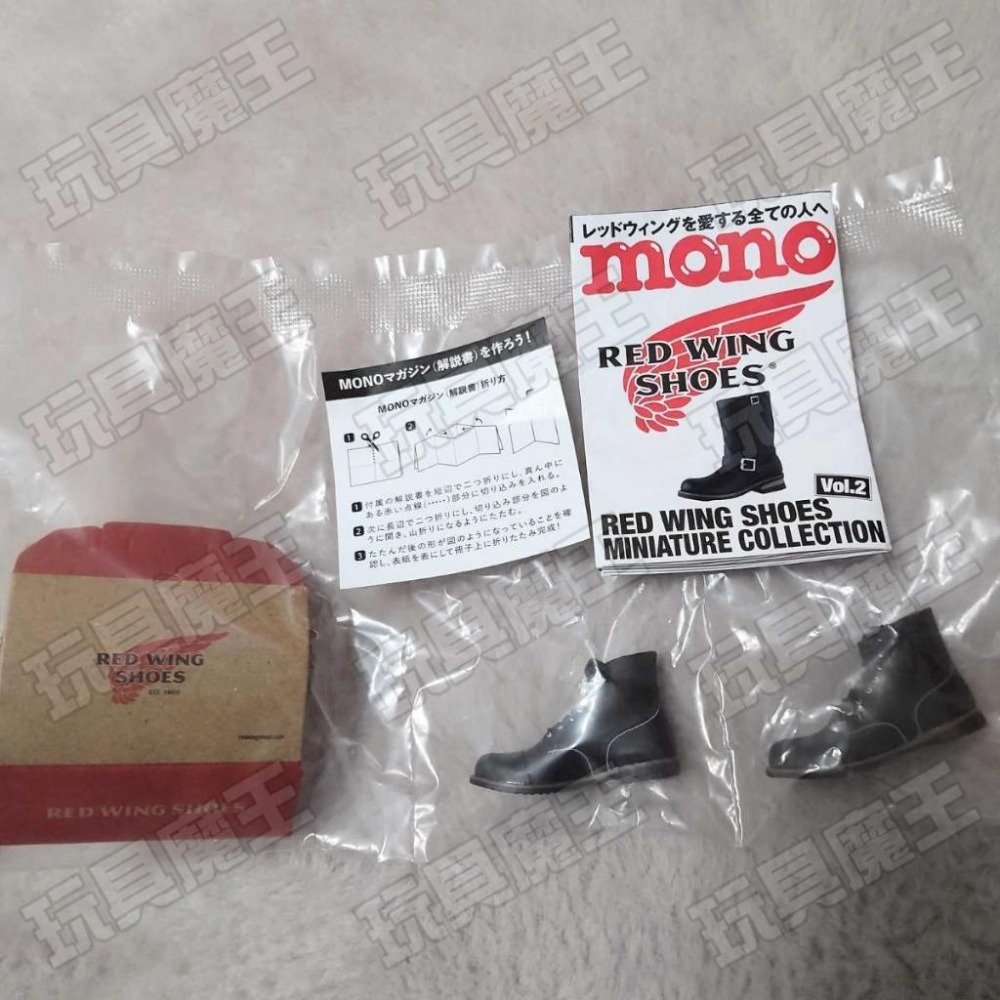 レッドウィングを愛する全ての人へ
mono
RED WING
SHOES®
Vol.2
RED WING SHOES
MINIATURE COLLECTION
MONOマガジン(解説書)を作ろう!
MONOマガジン(解説書)折り方
1
2
1 付属の解説書を短辺で二つ折りにし、真ん中に
ある赤い点線(・・・・・)部分に切り込みを入れる。
2 次に長辺で二つ折りにし、切り込み部分を図のよ
うに開き、山折りになるようにたたむ。
3 たたんだ後の形が図のようになっていることを確
認し、表紙を表にして冊子上に折りたたみ完成!
RED WING
SHOES
RED WING SHOES
玩具魔王